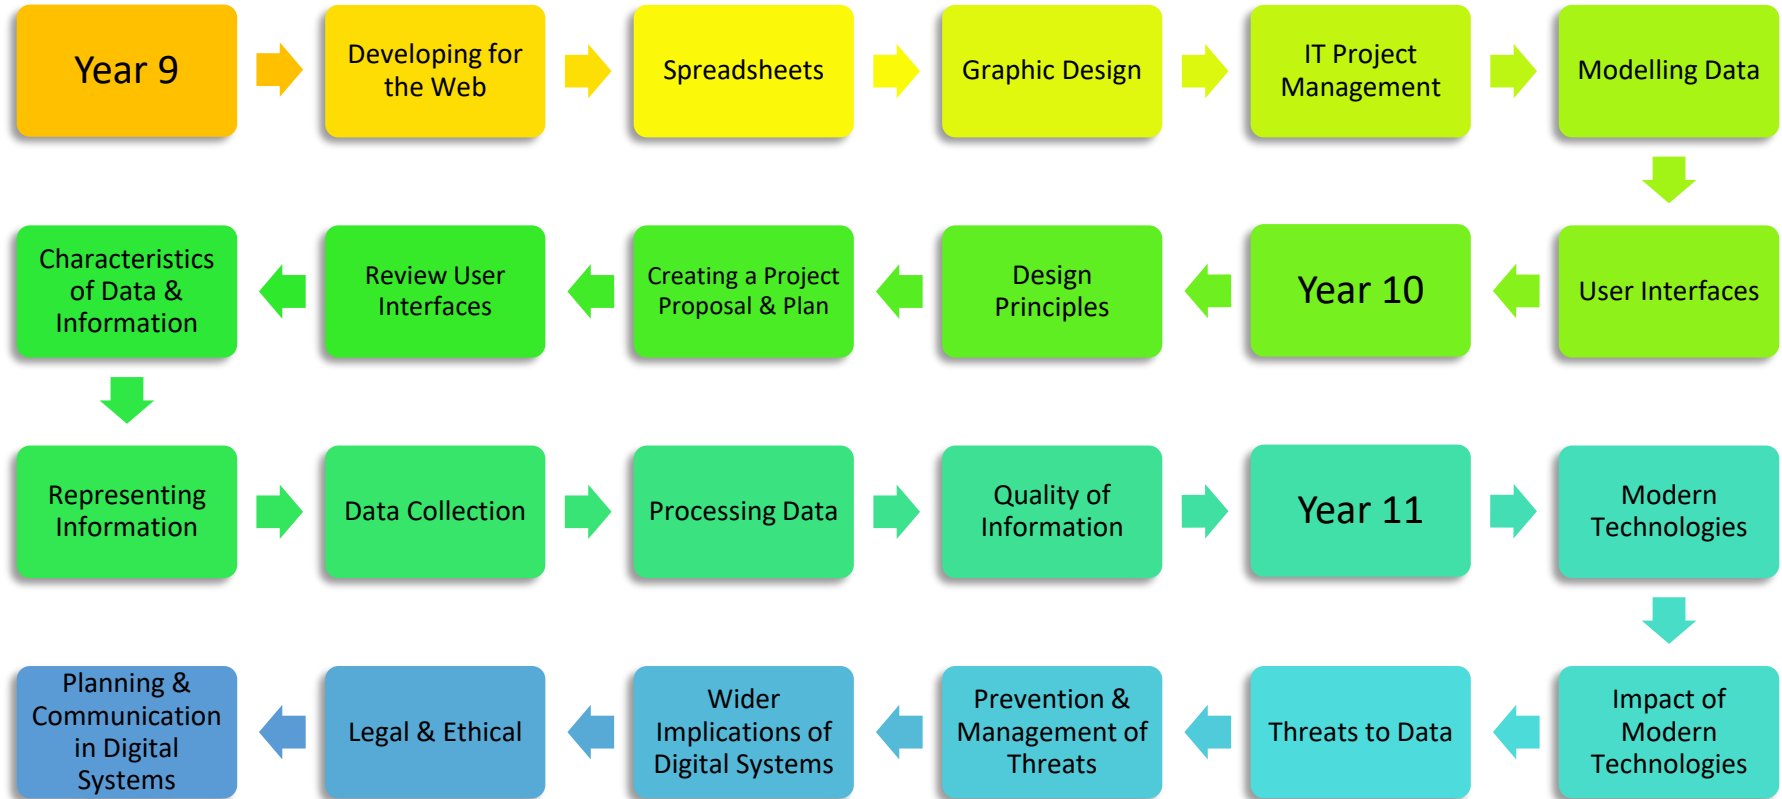 Year 9
Developing for
the Web
Spreadsheets
Graphic Design
IT Project
Management
Modelling Data
User Interfaces
Year 10
Design
Principles
Creating a Project
Proposal & Plan
Review User
Interfaces
Characteristics
of Data &
Information
Representing
Information
Data Collection
Processing Data
Quality of
Information
Year 11
Modern
Technologies
Impact of
Modern
Technologies
Threats to Data
Prevention &
Management of
Threats
Wider
Implications of
Digital Systems
Legal & Ethical
Planning &
Communication
in Digital
Systems